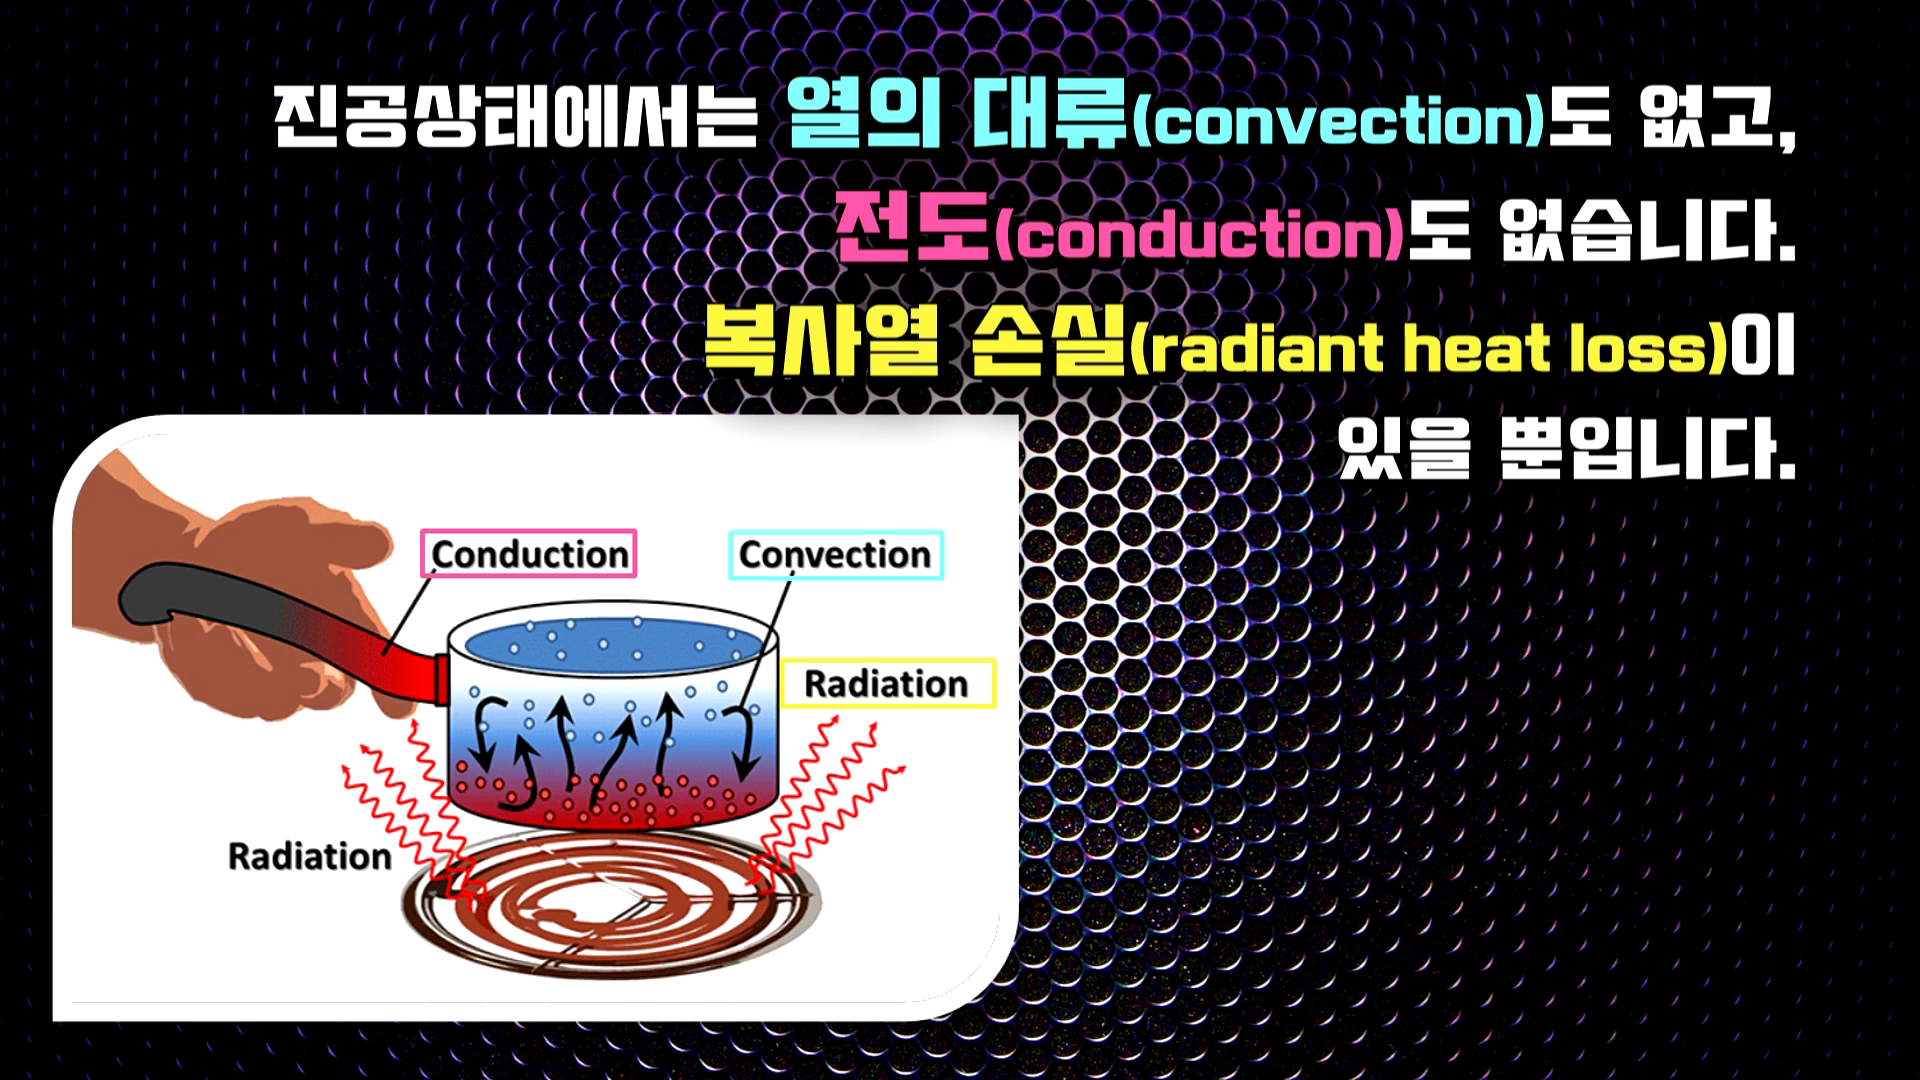 진공상태에서는 열의 대류(convection)도 없고,
전도(conduction)도 없습니다.
복사열 손실(radiant heat loss)이
있을 뿐입니다.
Conduction
Convection
Radiation
Radiation